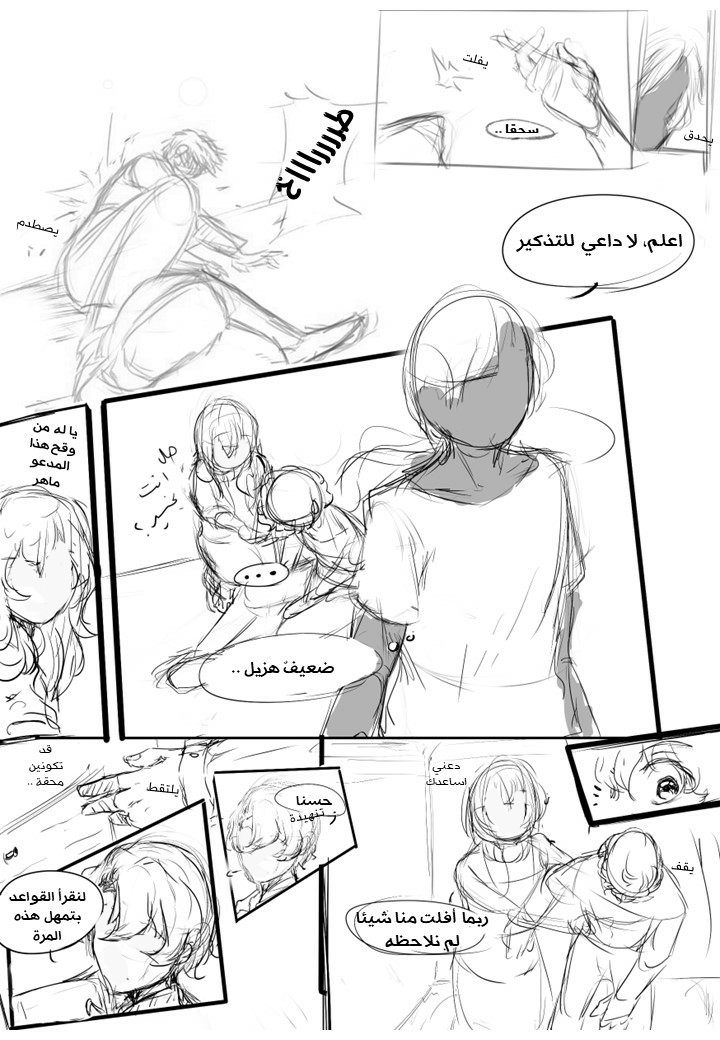 يحدق
يفلت
سحقا ..
طررررااااخ
يصطدم
اعلم، لا داعي للتذكير
هل انت بخير
...
ضعيفٌ هزيل ..
يا له من
وقح هذا
المدعو
ماهر
دعني
اساعدك
يقف
ربما أفلت منا شيئا
لم نلاحظه
قد
تكونين
محقة ..
يلتقط
حسنا
تنهيدة
لنقرأ القواعد
بتمهل هذه
المرة